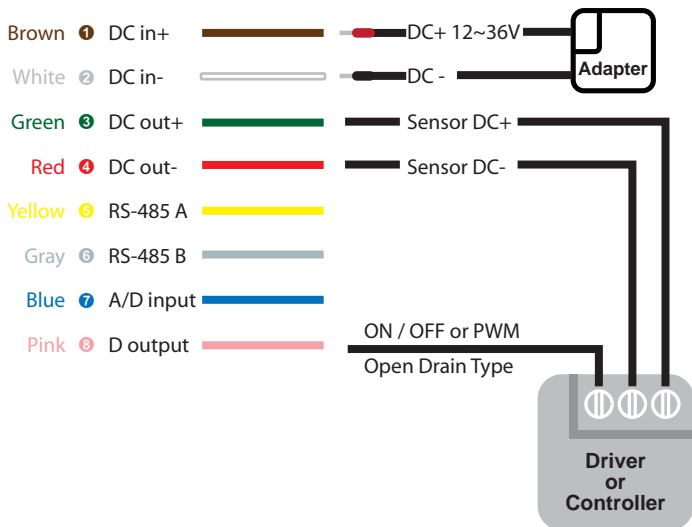 Brown ❶ DC in+ DC+ 12~36V
White ❷ DC in- DC -
Adapter
Green ❸ DC out+ Sensor DC+
Red ❹ DC out- Sensor DC-
Yellow ❺ RS-485 A
Gray ❻ RS-485 B
Blue ❼ A/D input
Pink ❽ D output
ON / OFF or PWM
Open Drain Type
Driver
or
Controller